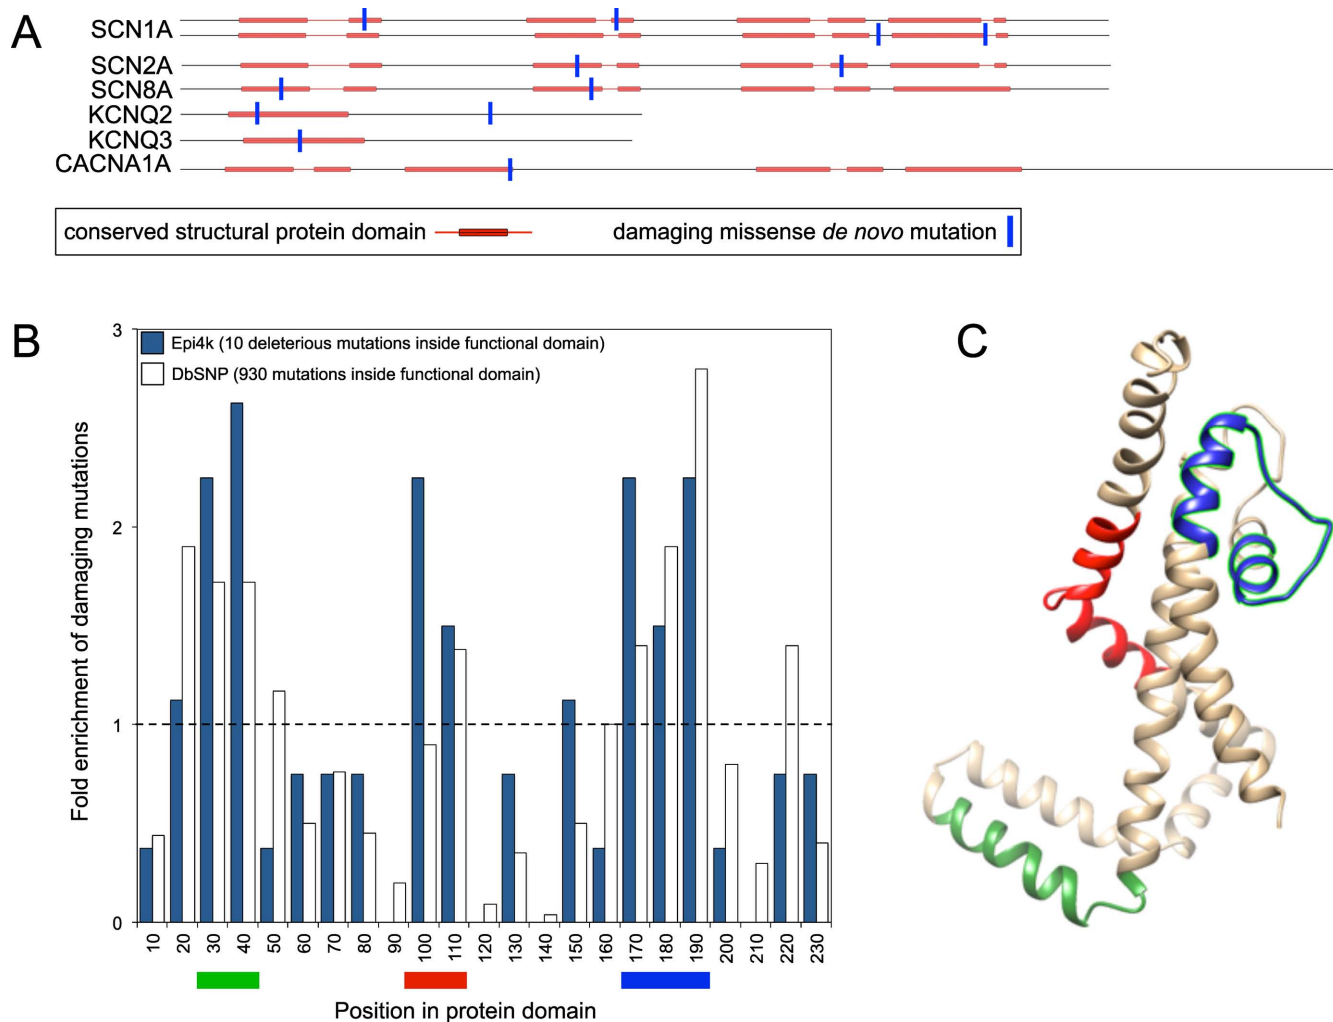 A
SCN1A
SCN2A
SCN8A
KCNQ2
KCNQ3
CACNA1A
conserved structural protein domain
damaging missense de novo mutation
B
C
3
2
1
0
Fold enrichment of damaging mutations
Epi4k (10 deleterious mutations inside functional domain)
DbSNP (930 mutations inside functional domain)
10 20 30 40 50 60 70 80 90 100 110 120 130 140 150 160 170 180 190 200 210 220 230
Position in protein domain